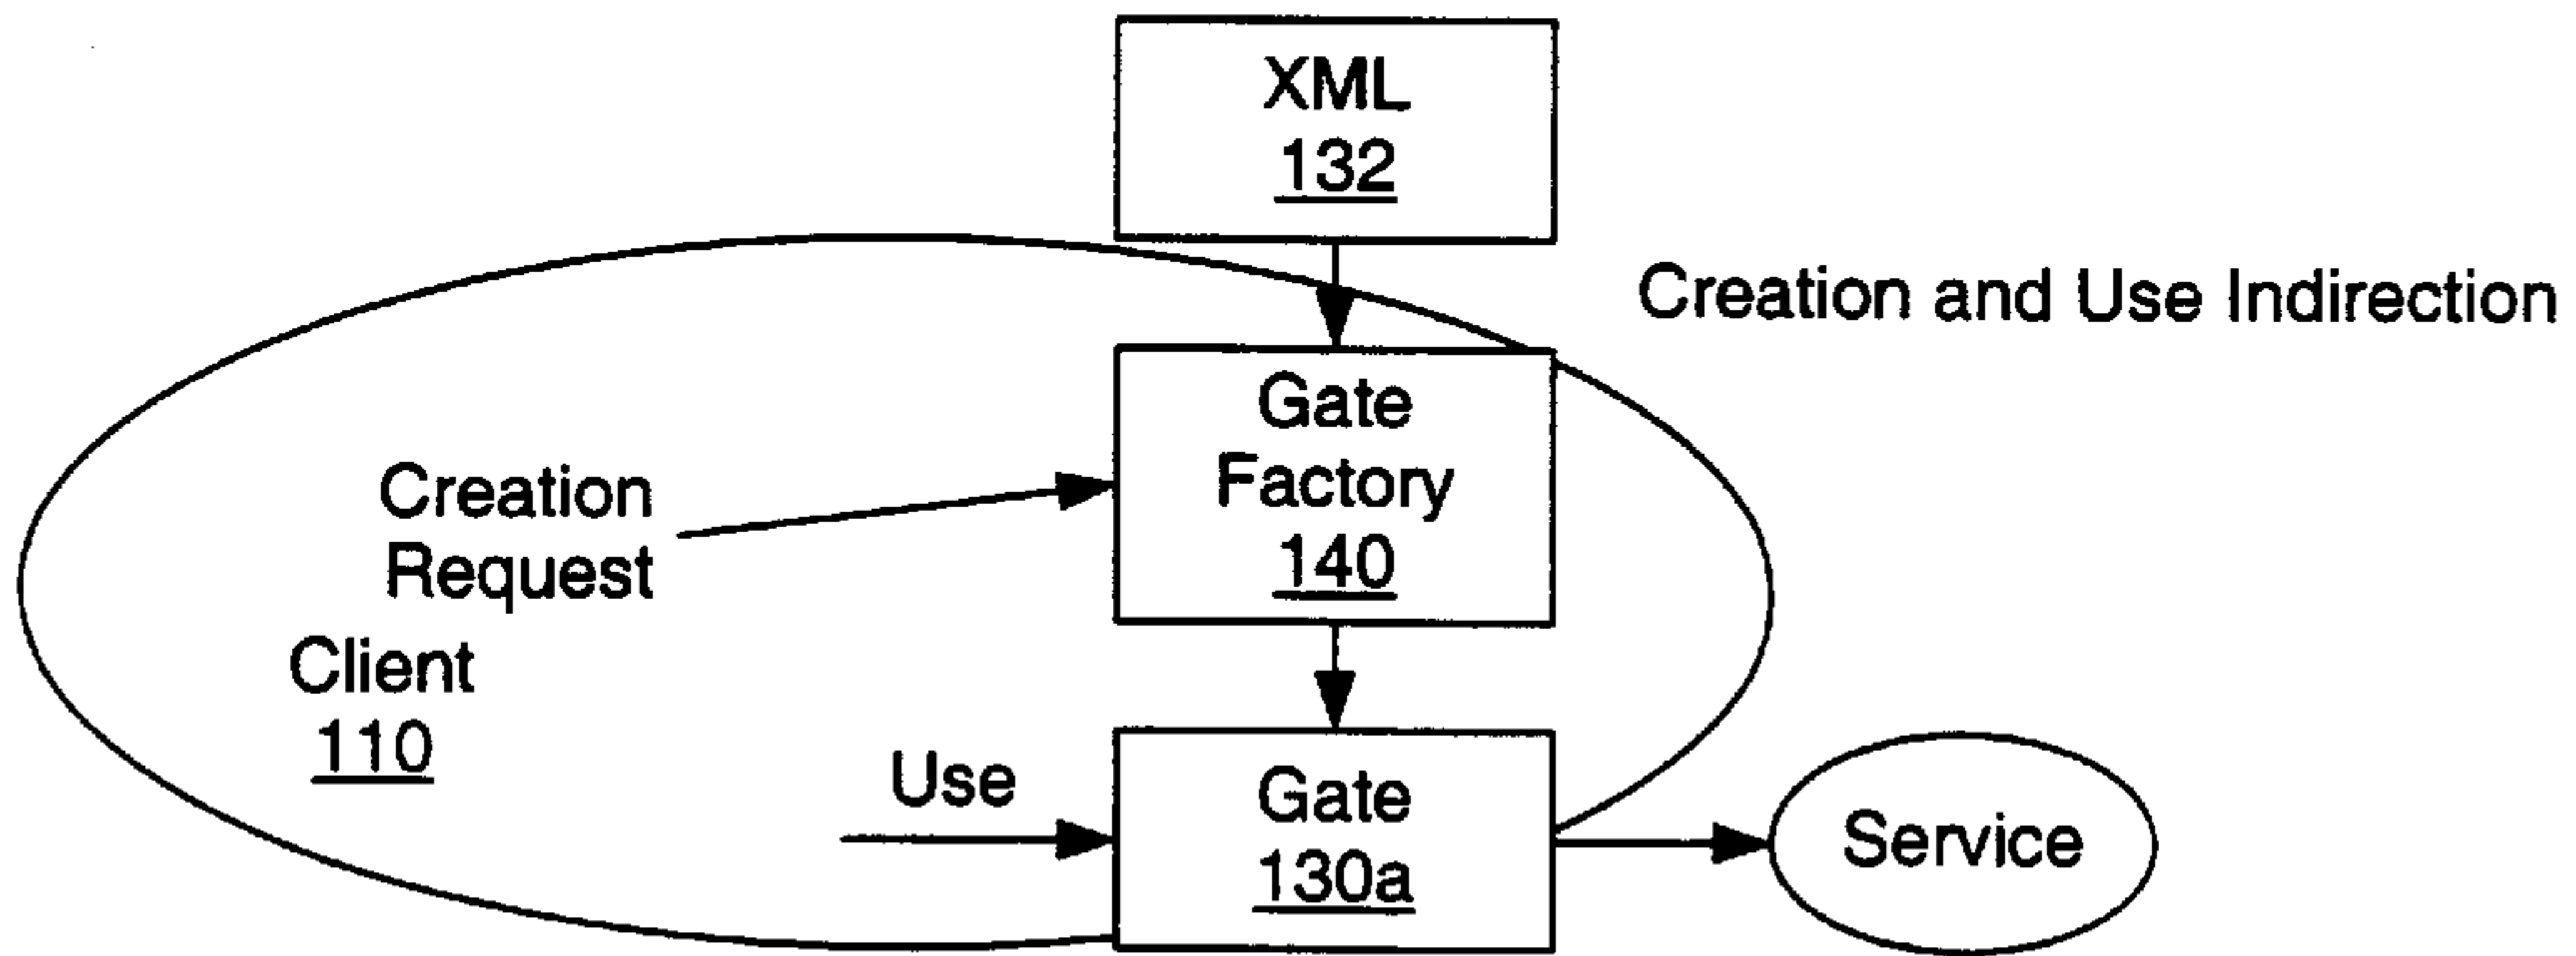 XML
132
Creation and Use Indirection
Gate
Factory
140
Creation
Request
Client
110
Use
Gate
130a
Service